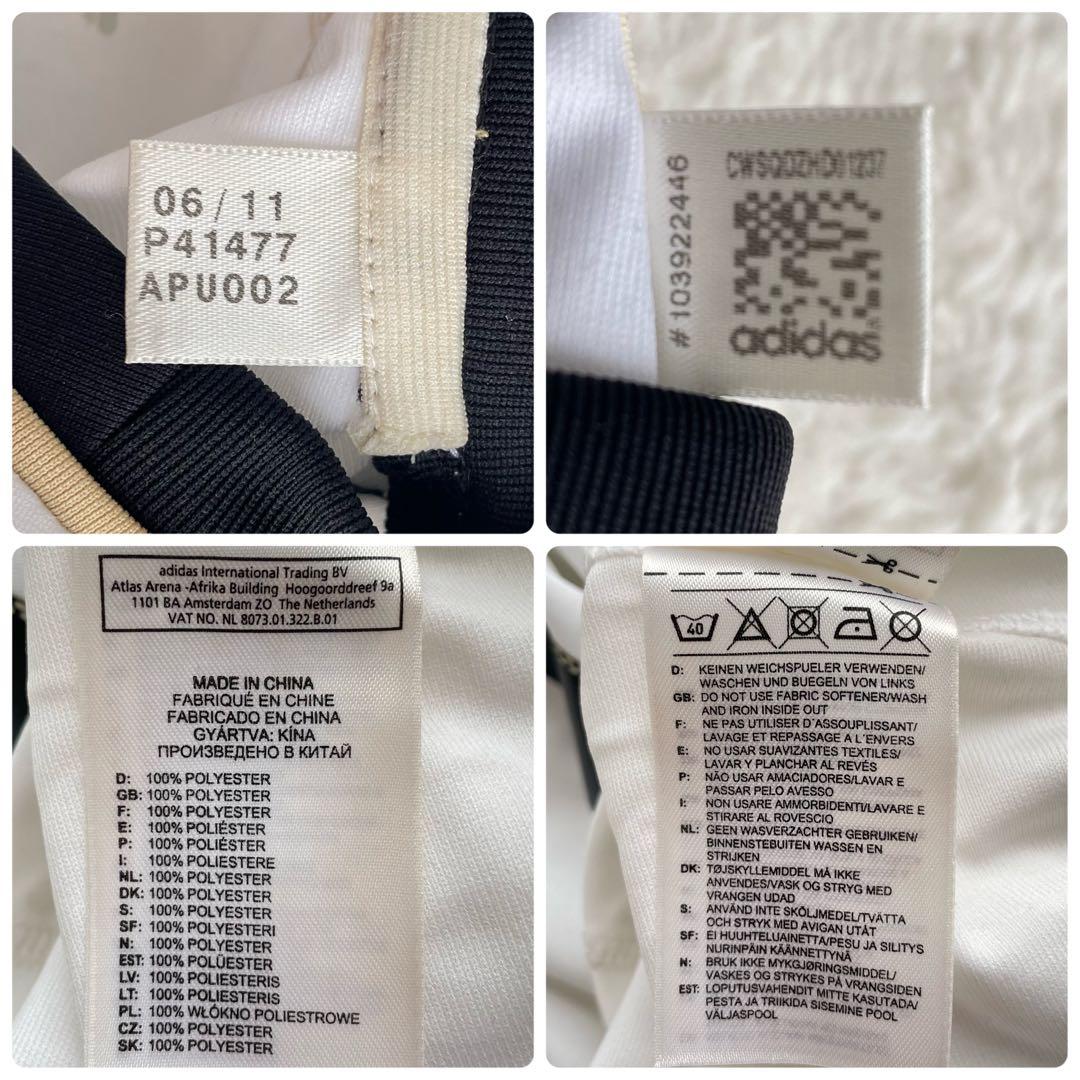 06/11
P41477
APU002
#103922446
CWSQDZHD01237
adidas
adidas International Trading BV
Atlas Arena -Afrika Building Hoogoorddreef 9a
1101 BA Amsterdam ZO The Netherlands
VAT NO. NL 8073.01.322.B.01
MADE IN CHINA
FABRIQUÉ EN CHINE
FABRICADO EN CHINA
GYÁRTVA: KÍNA
ПРОИЗВЕДЕНО В КИТАЙ
D: 100% POLYESTER
GB: 100% POLYESTER
F: 100% POLYESTER
E: 100% POLIÉSTER
P: 100% POLIÉSTER
I: 100% POLIESTERE
NL: 100% POLYESTER
DK: 100% POLYESTER
S: 100% POLYESTER
SF: 100% POLYESTERI
N: 100% POLYESTER
EST: 100% POLÜESTER
LV: 100% POLIESTERIS
LT: 100% POLIESTERIS
PL: 100% WŁÓKNO POLIESTROWE
CZ: 100% POLYESTER
SK: 100% POLYESTER
40
D: KEINEN WEICHSPUELER VERWENDEN/
WASCHEN UND BUEGELN VON LINKS
GB: DO NOT USE FABRIC SOFTENER/WASH
AND IRON INSIDE OUT
F: NE PAS UTILISER D'ASSOUPLISSANT/
LAVAGE ET REPASSAGE A L'ENVERS
E: NO USAR SUAVIZANTES TEXTILES/
LAVAR Y PLANCHAR AL REVÉS
P: NÃO USAR AMACIADORES/LAVAR E
PASSAR PELO AVESSO
I: NON USARE AMMORBIDENTI/LAVARE E
STIRARE AL ROVESCIO
NL: GEEN WASVERZACHTER GEBRUIKEN/
BINNENSTEBUITEN WASSEN EN
STRIJKEN
DK: TØJSKYLLEMIDDEL MÅ IKKE
ANVENDES/VASK OG STRYG MED
VRANGEN UDAD
S: ANVÄND INTE SKÖLJMEDEL/TVÄTTA
OCH STRYK MED AVIGAN UTÅT
SF: EI HUUHTELUAINETTA/PESU JA SILITYS
NURINPÄIN KÄÄNNETTYNÄ
N: BRUK IKKE MYKGJØRINGSMIDDEL/
VASKES OG STRYKES PÅ VRANGSIDEN
EST: LOPUTUSVAHENDIT MITTE KASUTADA/
PESTA JA TRIIKIDA SISEMINE POOL
VÄLJASPOOL